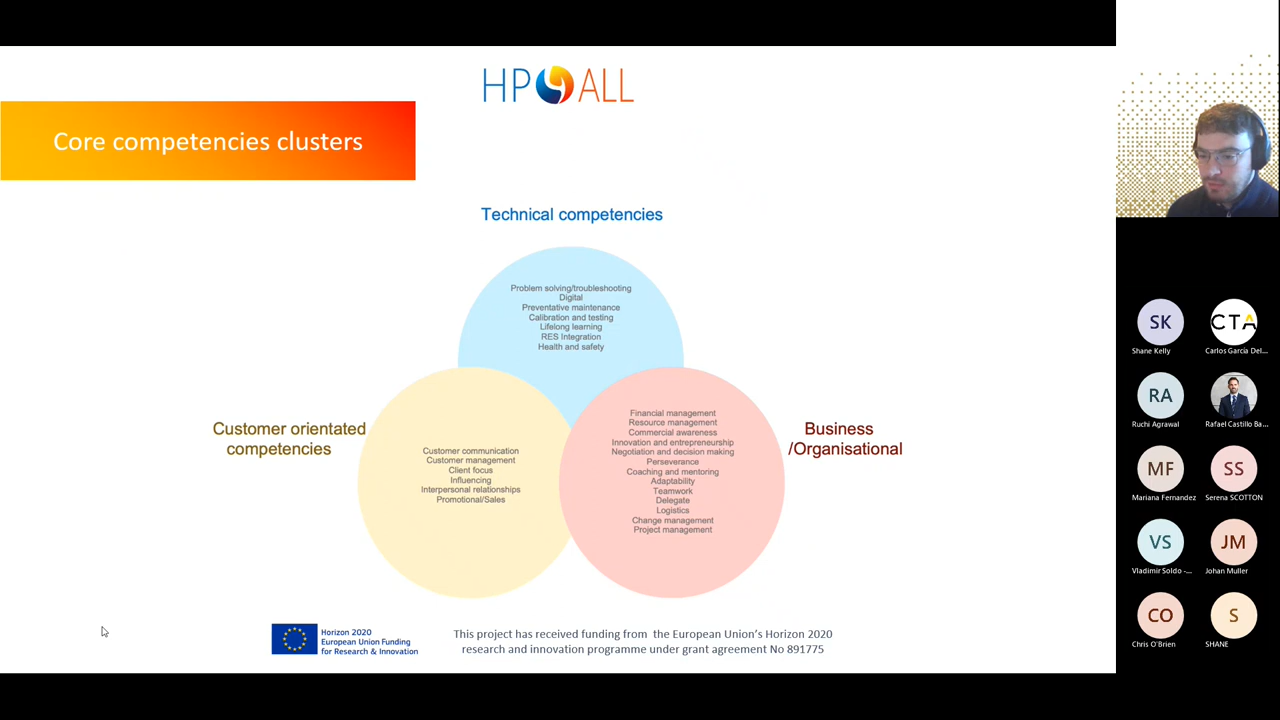 HP4ALL
Core competencies clusters
Technical competencies
Problem solving/troubleshooting
Digital
Preventative maintenance
Calibration and testing
Lifelong learning
RES Integration
Health and safety
Customer orientated
competencies
Customer communication
Customer management
Client focus
Influencing
Interpersonal relationships
Promotional/Sales
Business
/Organisational
Financial management
Resource management
Commercial awareness
Innovation and entrepreneurship
Negotiation and decision making
Perseverance
Coaching and mentoring
Adaptability
Teamwork
Delegate
Logistics
Change management
Project management
Horizon 2020
European Union Funding
for Research & Innovation
This project has received funding from the European Union's Horizon 2020
research and innovation programme under grant agreement No 891775
SK
Shane Kelly
CTA
Carlos García Del...
RA
Ruchi Agrawal
Rafael Castillo Ba...
MF
Mariana Fernandez
SS
Serena SCOTTON
VS
Vladimir Soldo -...
JM
Johan Muller
CO
Chris O'Brien
S
SHANE